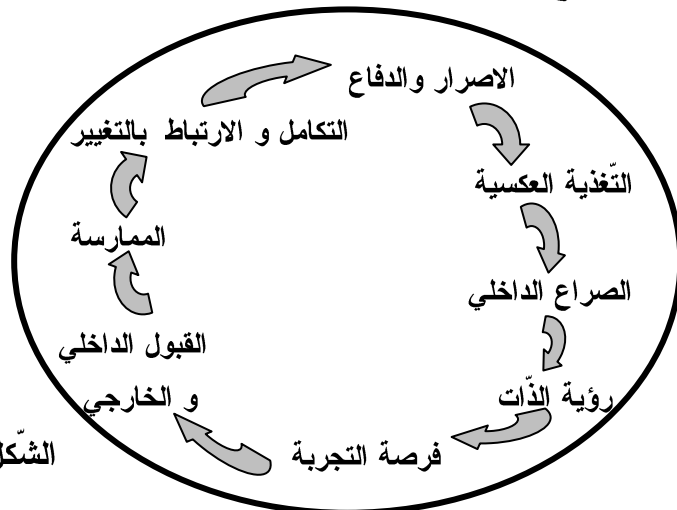 الاصرار والدفاع
التّغذية العكسية
الصراع الداخلي
رؤية الذّات
فرصة التجربة
القبول الداخلي
و الخارجي
الممارسة
التكامل و الارتباط بالتغيير